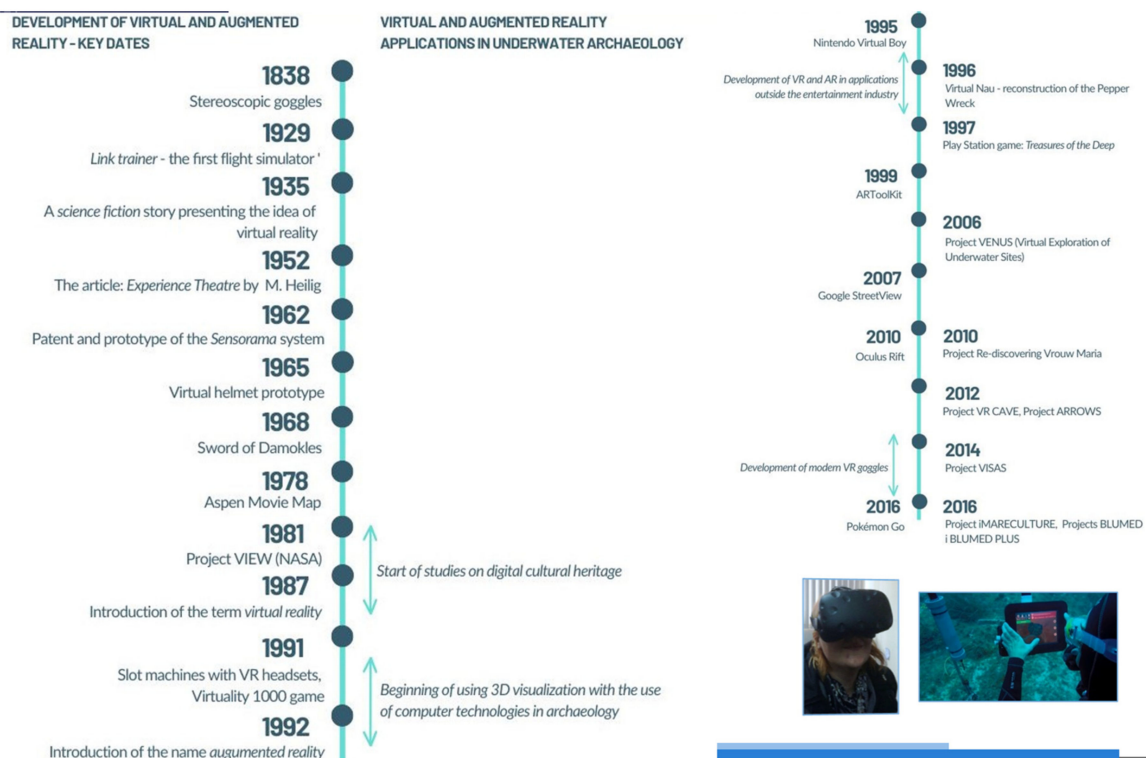 DEVELOPMENT OF VIRTUAL AND AUGMENTED
REALITY - KEY DATES
VIRTUAL AND AUGMENTED REALITY
APPLICATIONS IN UNDERWATER ARCHAEOLOGY
1838
Stereoscopic goggles
1929
Link trainer - the first flight simulator '
1935
A science fiction story presenting the idea of
virtual reality
1952
The article: Experience Theatre by M. Heilig
1962
Patent and prototype of the Sensorama system
1965
Virtual helmet prototype
1968
Sword of Damokles
1978
Aspen Movie Map
1981
Project VIEW (NASA)
Start of studies on digital cultural heritage
1987
Introduction of the term virtual reality
1991
Slot machines with VR headsets,
Virtuality 1000 game
Beginning of using 3D visualization with the use
of computer technologies in archaeology
1992
Introduction of the name augumented reality
1995
Nintendo Virtual Boy
Development of VR and AR in applications
outside the entertainment industry
1996
Virtual Nau - reconstruction of the Pepper
Wreck
1997
Play Station game: Treasures of the Deep
1999
ARToolKit
2006
Project VENUS (Virtual Exploration of
Underwater Sites)
2007
Google StreetView
2010
Oculus Rift
2010
Project Re-discovering Vrouw Maria
2012
Project VR CAVE, Project ARROWS
Development of modern VR goggles
2014
Project VISAS
2016
Pokémon Go
2016
Project iMARECULTURE, Projects BLUMED
i BLUMED PLUS